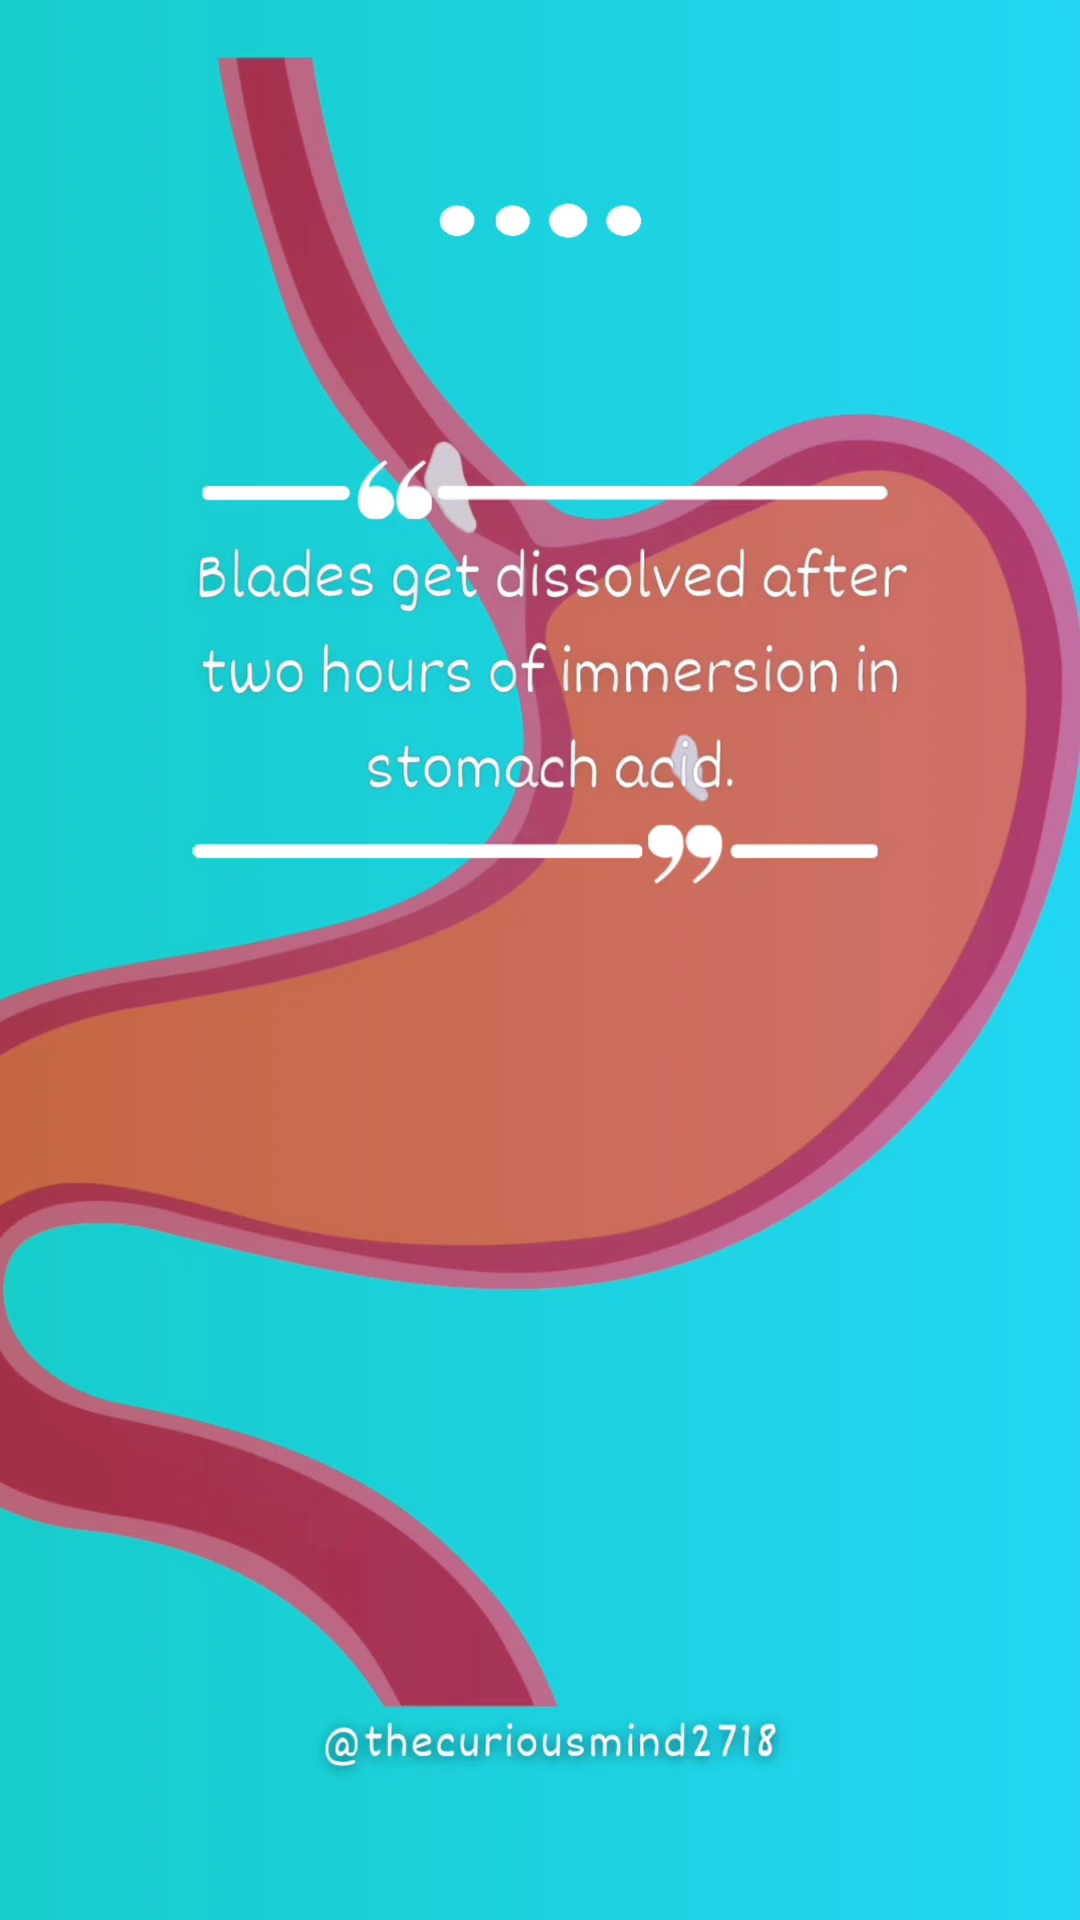 “
Blades get dissolved after
two hours of immersion in
stomach acid.
”
@thecuriousmind2718